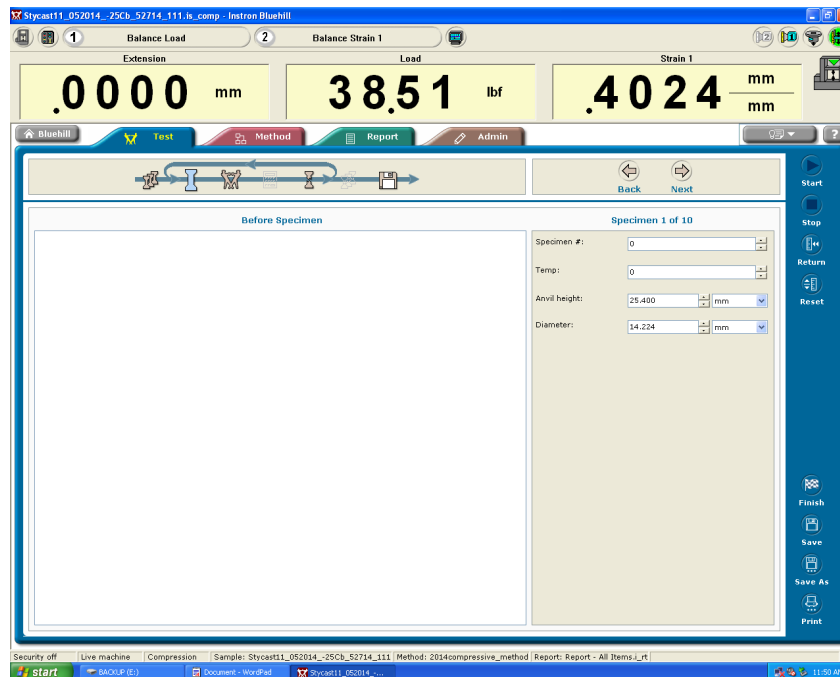 Stycast11_052014_-25Cb_52714_111.is_comp - Instron Bluehill
1 Balance Load 2 Balance Strain 1
Extension Load Strain 1
.0000 mm 38.51 lbf .4024 mm
mm
Bluehill Test Method Report Admin ?
Back Next
Before Specimen
Specimen 1 of 10
Specimen #: 0
Temp: 0
Anvil height: 25.400 mm
Diameter: 14.224 mm
Start
Stop
Return
Reset
Finish
Save
Save As
Print
Security off Live machine Compression Sample: Stycast11_052014_-25Cb_52714_111 Method: 2014compressive_method Report: Report - All Items.i_rt
start BACKUP (E:) Document - WordPad Stycast11_052014_-... 11:50 AM